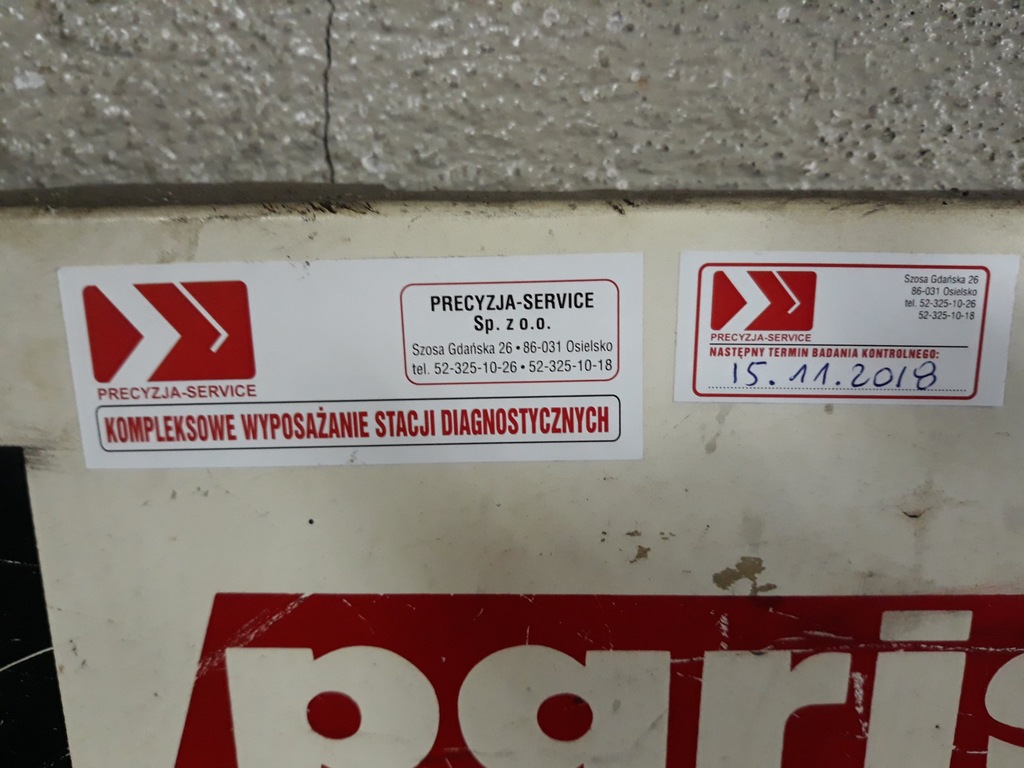 PRECYZJA-SERVICE
PRECYZJA-SERVICE
Sp. z o.o.
Szosa Gdańska 26 • 86-031 Osielsko
tel. 52-325-10-26 • 52-325-10-18
KOMPLEKSOWE WYPOSAŻANIE STACJI DIAGNOSTYCZNYCH
PRECYZJA-SERVICE
Szosa Gdańska 26
86-031 Osielsko
tel. 52-325-10-26
52-325-10-18
NASTĘPNY TERMIN BADANIA KONTROLNEGO:
15.11.2018
paris